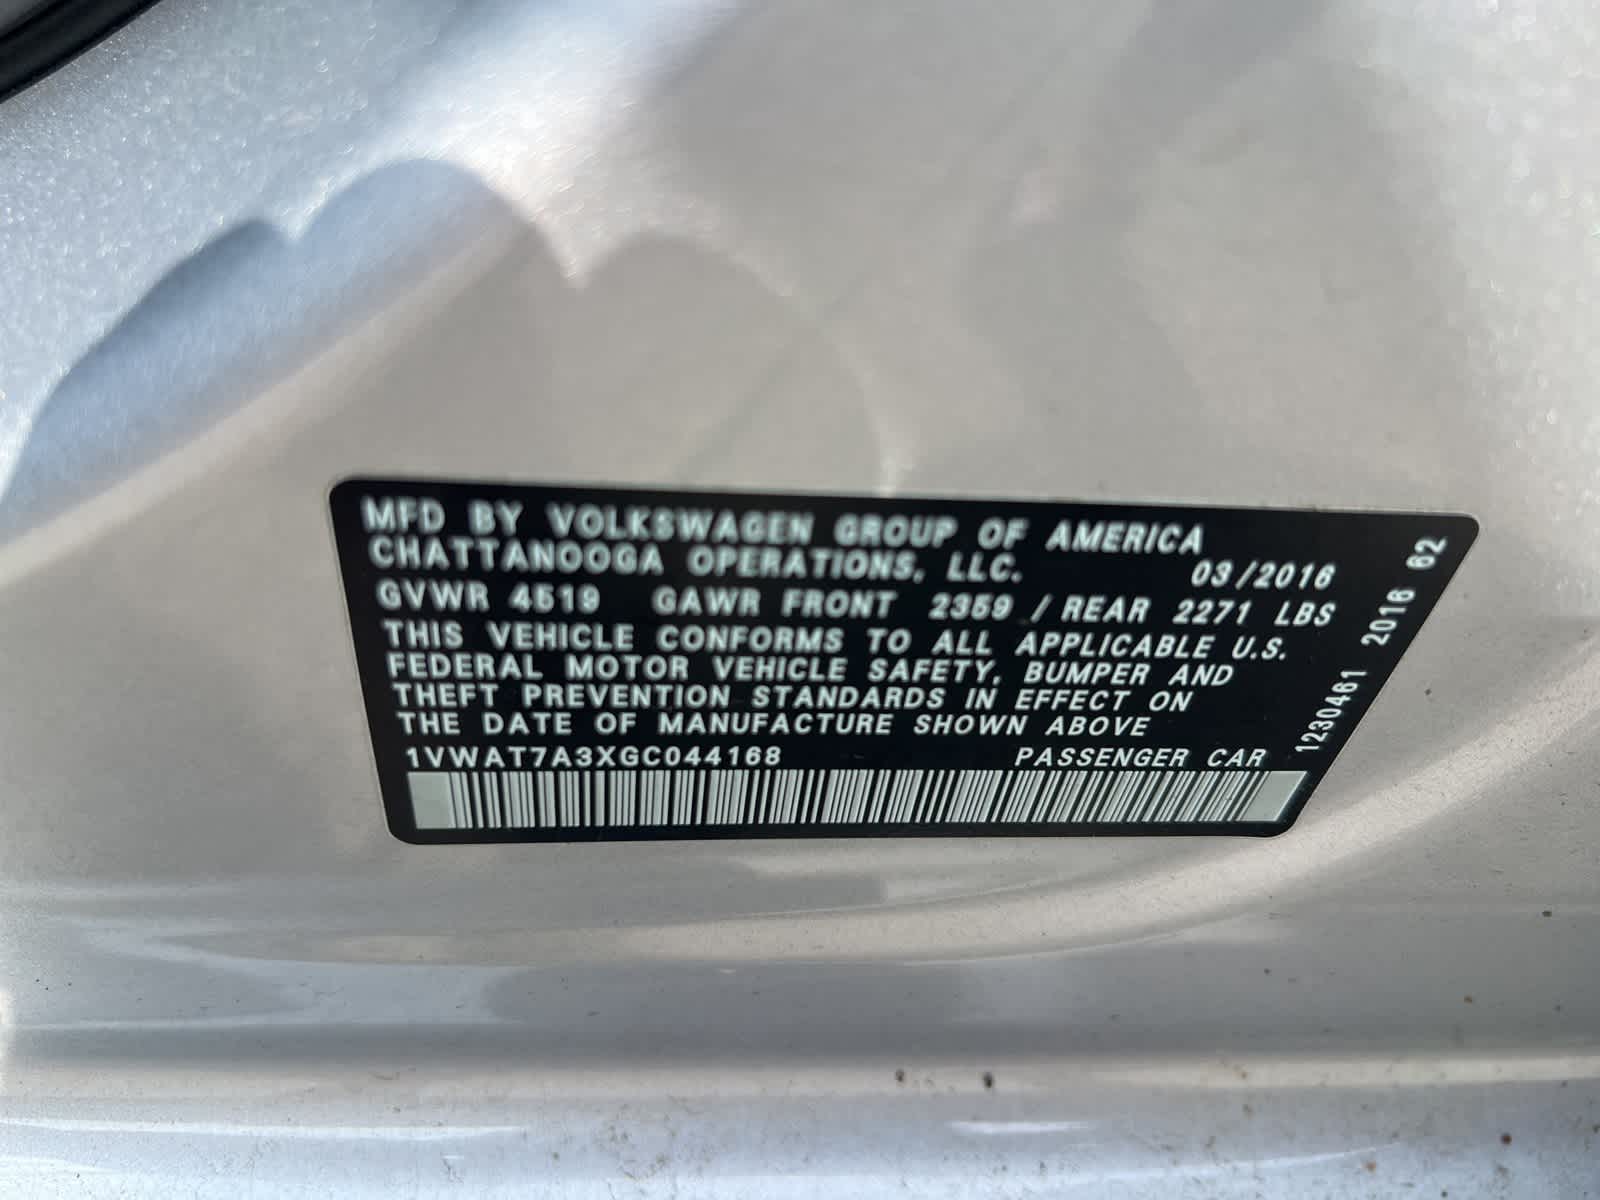 MFD BY VOLKSWAGEN GROUP OF AMERICA
CHATTANOOGA OPERATIONS, LLC. 03/2016
GVWR 4519 GAWR FRONT 2359 / REAR 2271 LBS
THIS VEHICLE CONFORMS TO ALL APPLICABLE U.S.
FEDERAL MOTOR VEHICLE SAFETY, BUMPER AND
THEFT PREVENTION STANDARDS IN EFFECT ON
THE DATE OF MANUFACTURE SHOWN ABOVE
1VWAT7A3XGC044168 PASSENGER CAR
1230461 2016 62